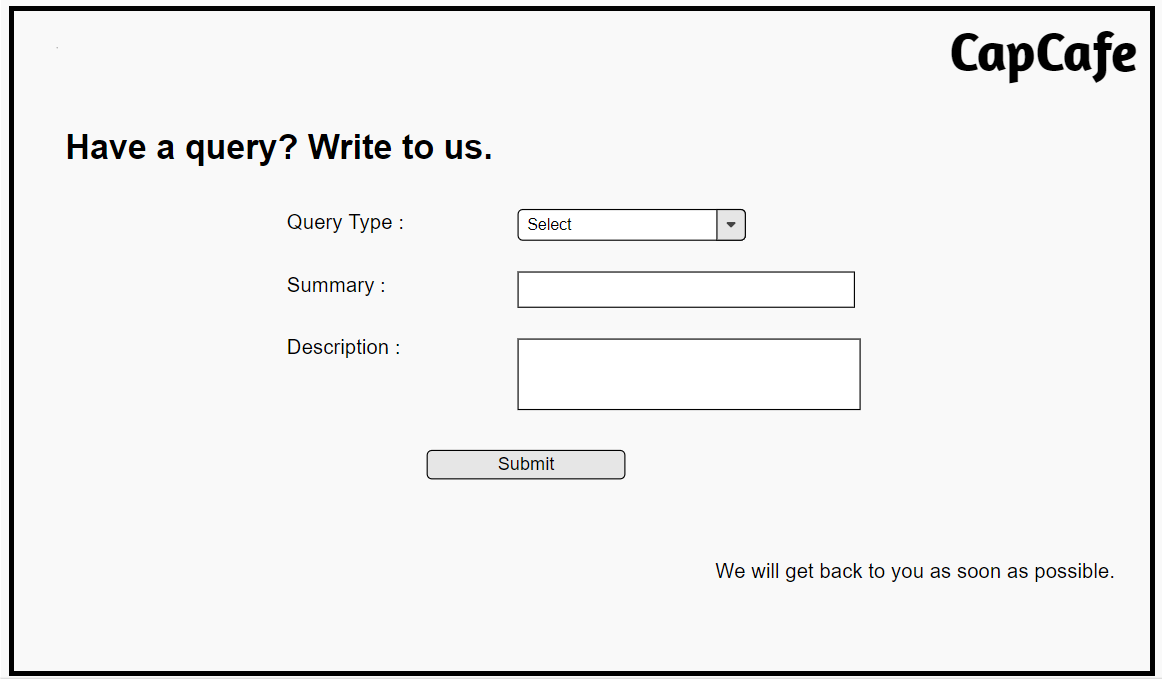 CapCafe
Have a query? Write to us.
Query Type :
Select
Summary :
Description :
Submit
We will get back to you as soon as possible.